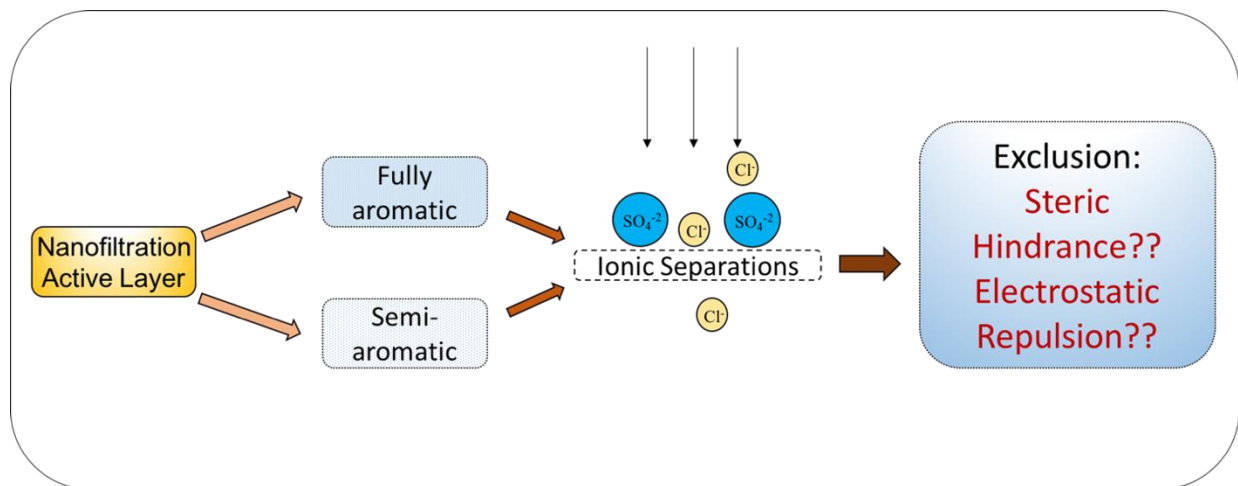 Nanofiltration
Active Layer
Fully
aromatic
Semi-
aromatic
Cl-
SO₄-2
Cl-
SO₄-2
Ionic Separations
Cl-
Exclusion:
Steric
Hindrance??
Electrostatic
Repulsion??